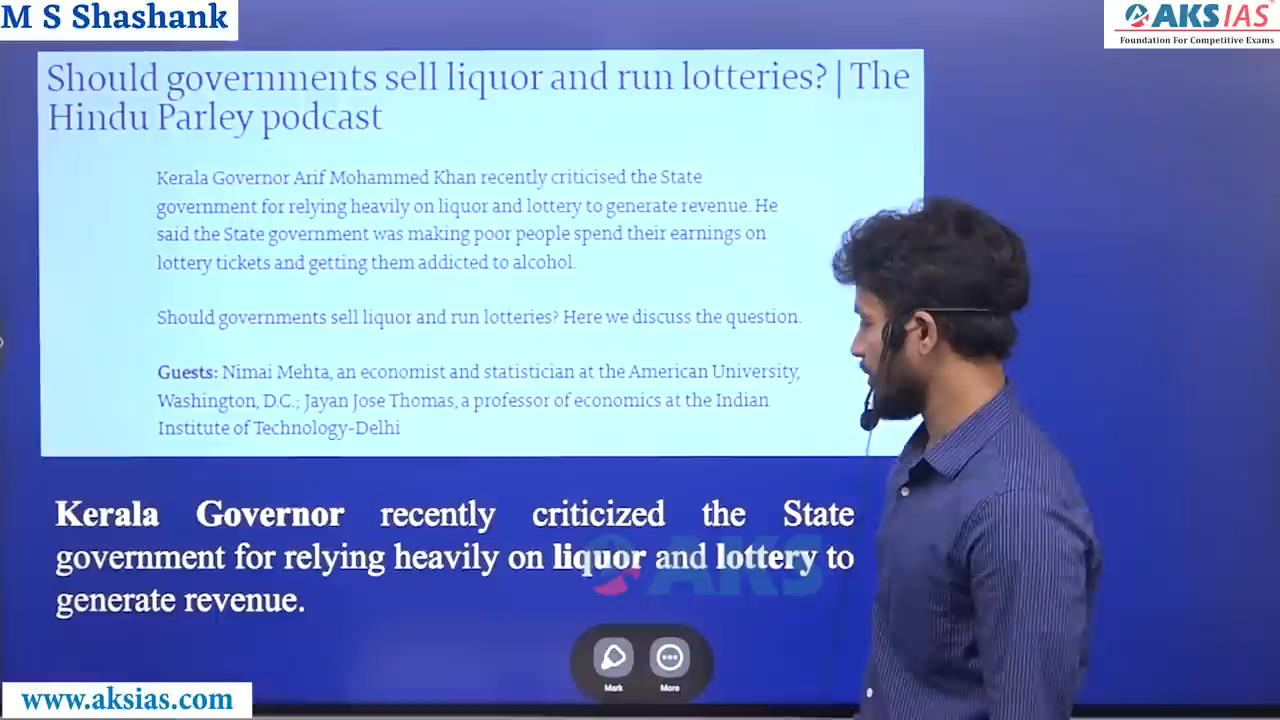 M S Shashank
AKS IAS
Foundation For Competitive Exams
Should governments sell liquor and run lotteries? | The
Hindu Parley podcast
Kerala Governor Arif Mohammed Khan recently criticised the State
government for relying heavily on liquor and lottery to generate revenue. He
said the State government was making poor people spend their earnings on
lottery tickets and getting them addicted to alcohol.
Should governments sell liquor and run lotteries? Here we discuss the question.
Guests: Nimai Mehta, an economist and statistician at the American University,
Washington, D.C.; Jayan Jose Thomas, a professor of economics at the Indian
Institute of Technology-Delhi
Kerala Governor recently criticized the State
government for relying heavily on liquor and lottery to
generate revenue.
AKS
Mark More
www.aksias.com